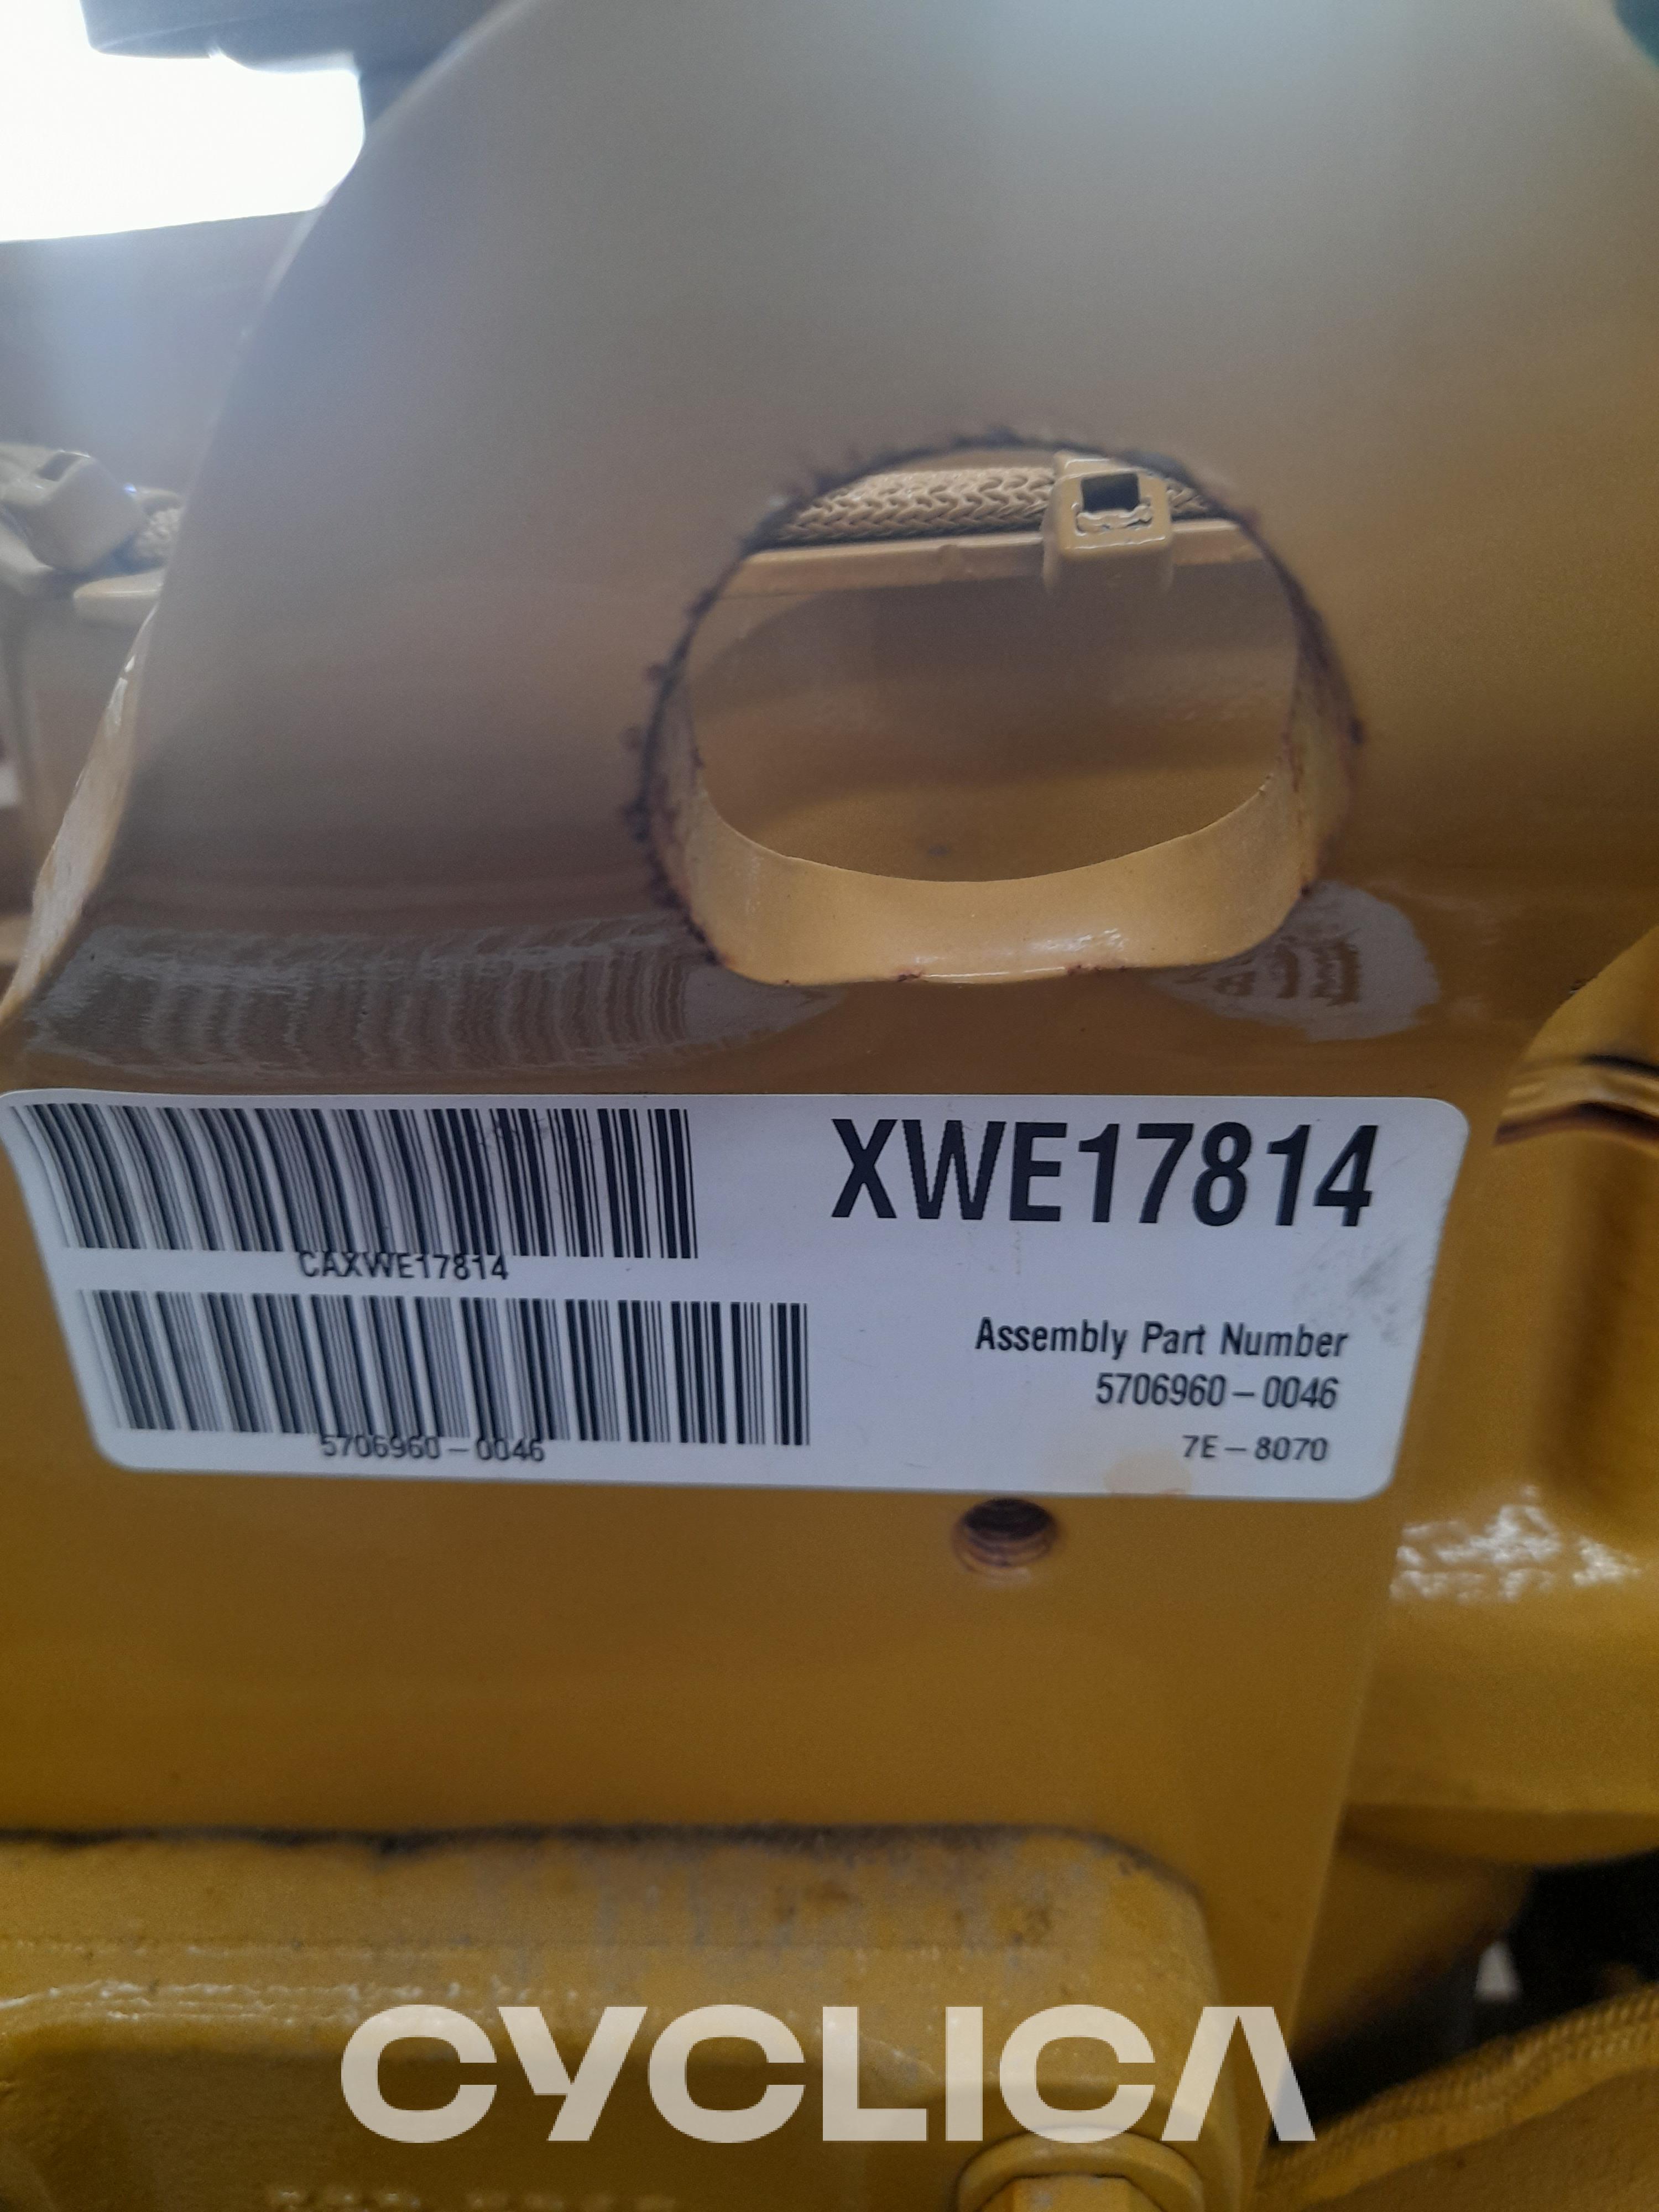 XWE17814
CAXWE17814
Assembly Part Number
5706960-0046
5706960-0046
7E-8070
CYCLICA